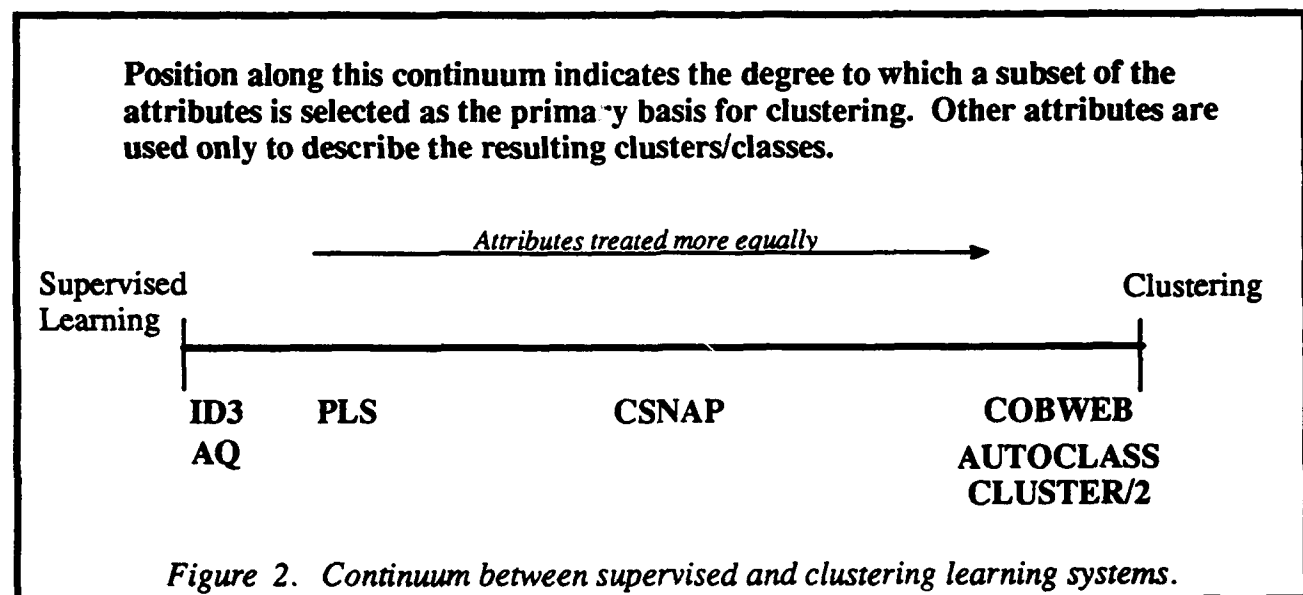 Position along this continuum indicates the degree to which a subset of the
attributes is selected as the primary basis for clustering. Other attributes are
used only to describe the resulting clusters/classes.
Attributes treated more equally
Supervised
Learning
Clustering
ID3 PLS CSNAP COBWEB
AQ AUTOCLASS
CLUSTER/2
Figure 2. Continuum between supervised and clustering learning systems.